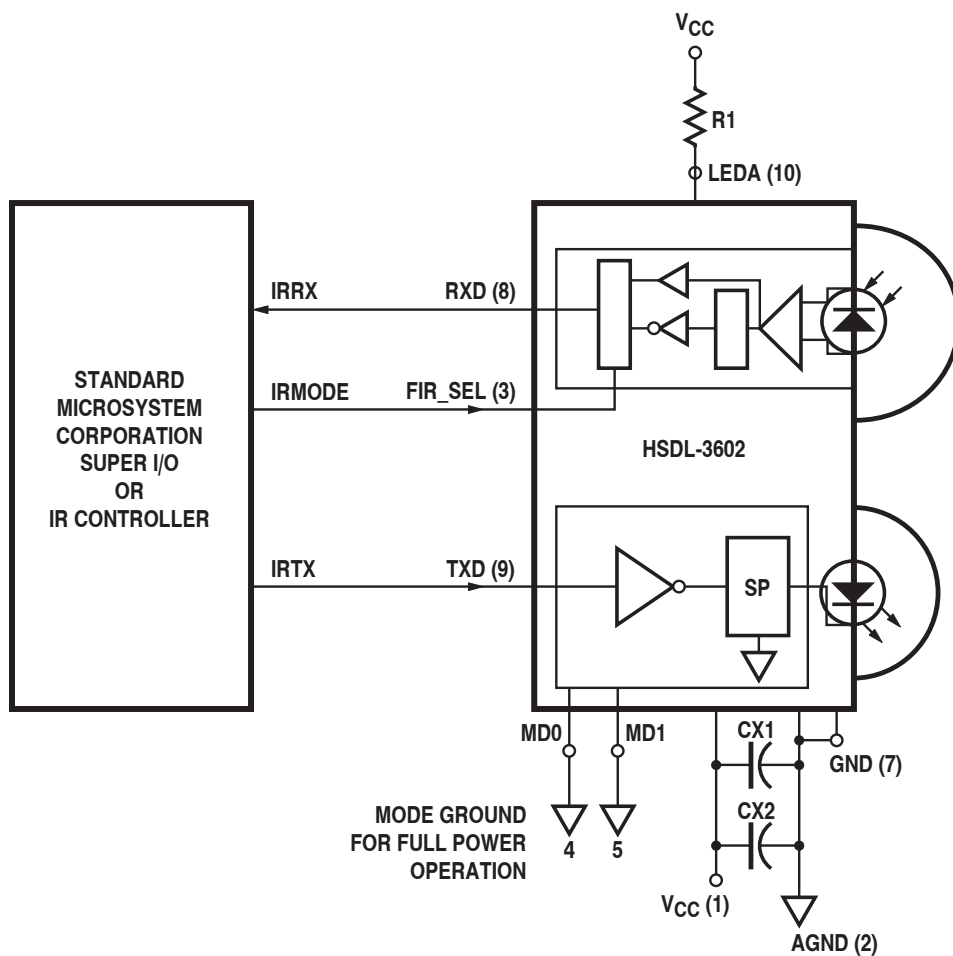 VCC
R1
LEDA (10)
IRRX
RXD (8)
IRMODE
FIR_SEL (3)
STANDARD
MICROSYSTEM
CORPORATION
SUPER I/O
OR
IR CONTROLLER
HSDL-3602
IRTX
TXD (9)
SP
MD0
MD1
CX1
GND (7)
MODE GROUND
FOR FULL POWER
OPERATION
4
5
CX2
VCC (1)
AGND (2)